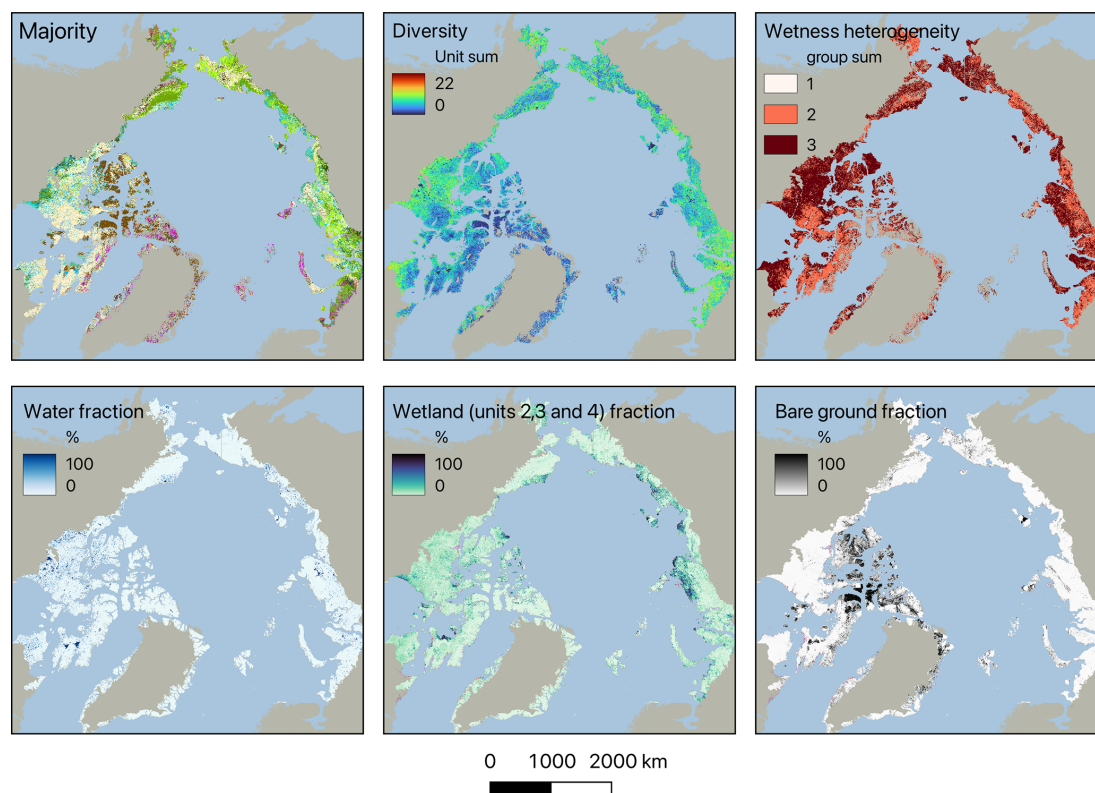 Majority
Diversity
Unit sum
22
0
Wetness heterogeneity
group sum
1
2
3
Water fraction
%
100
0
Wetland (units 2,3 and 4) fraction
%
100
0
Bare ground fraction
%
100
0
0 1000 2000 km